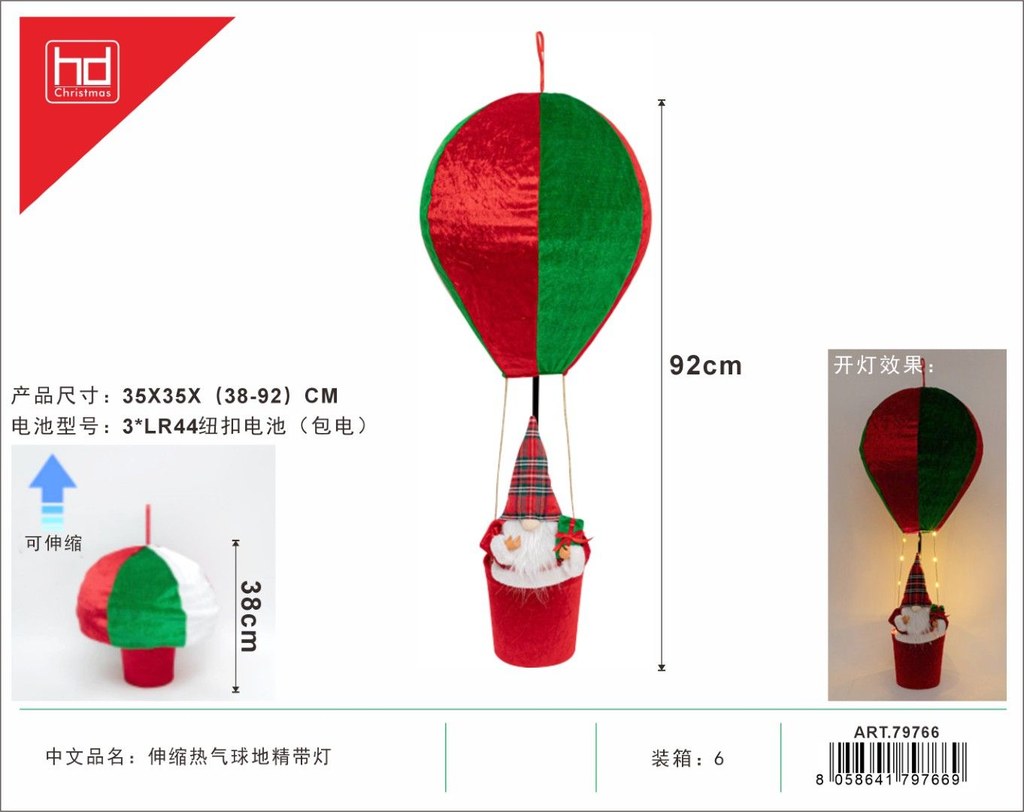 hd
Christmas
92cm
开灯效果：
产品尺寸：35X35X（38-92）CM
电池型号：3*LR44纽扣电池（包电）
可伸缩
38cm
中文品名：伸缩热气球地精带灯
装箱：6
ART.79766
8 058641 797669